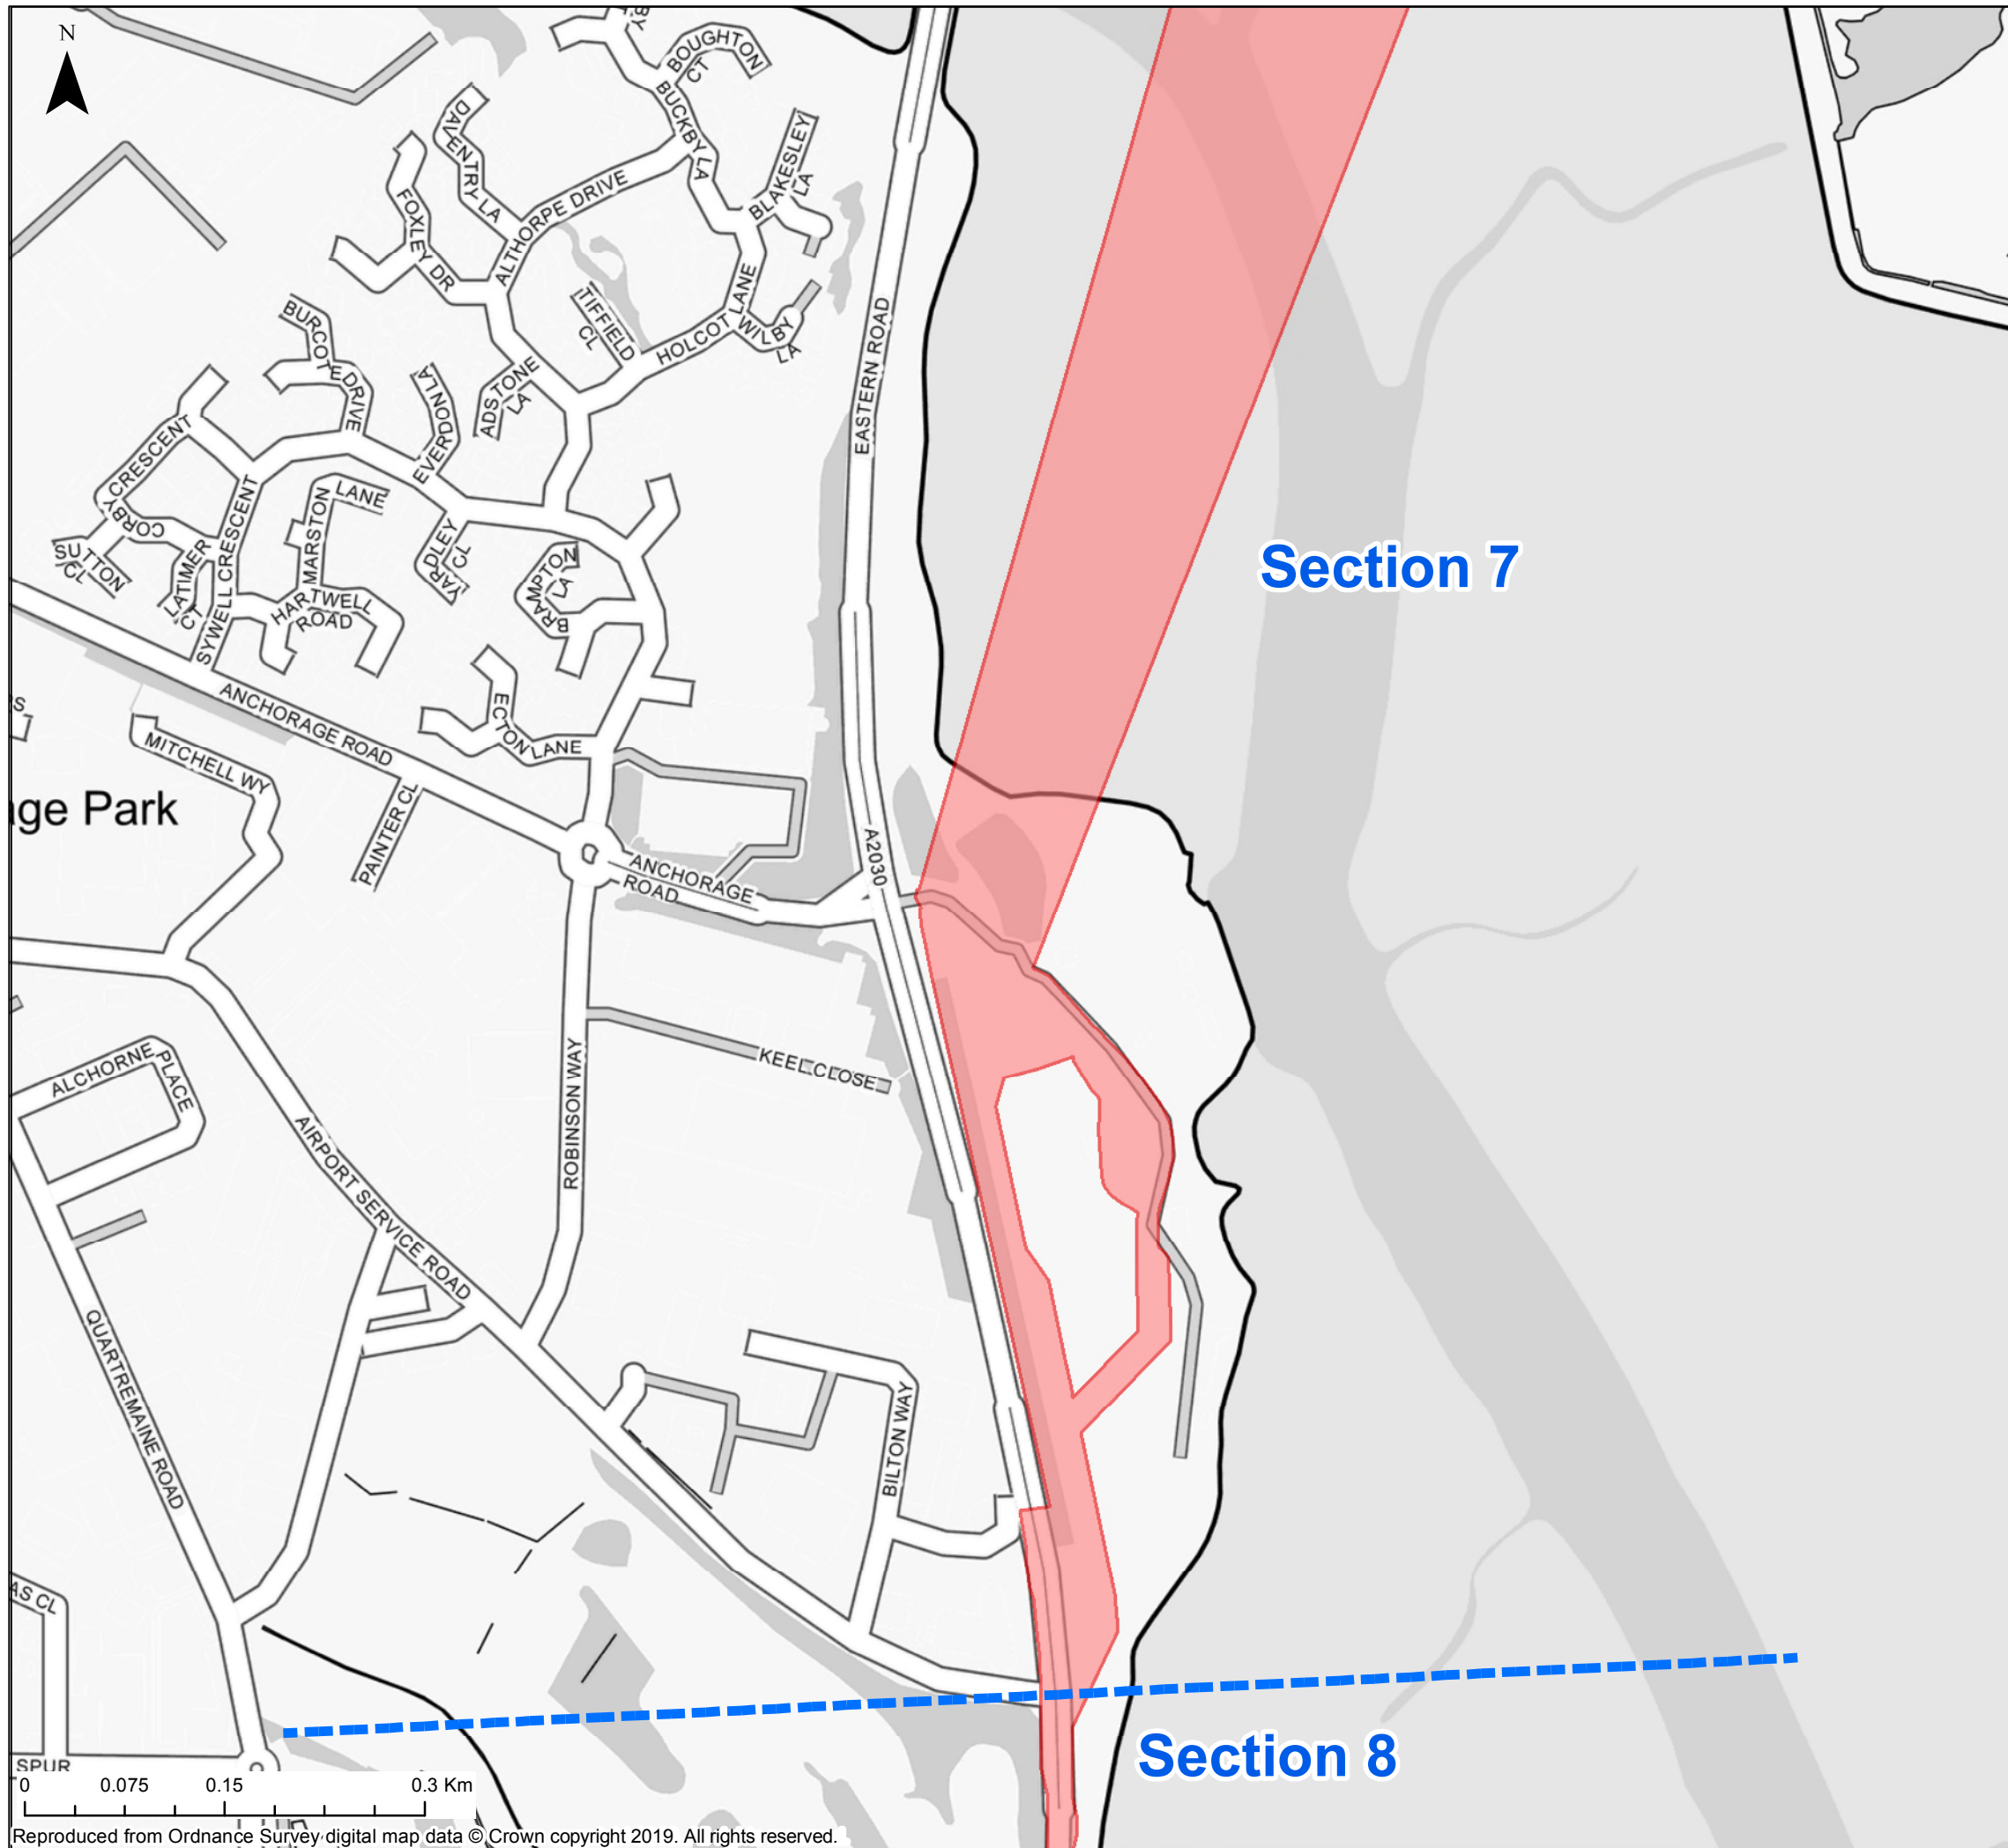 N
BY
BOUGHTON
CT
BUCKBY LA
DAVENTRY LA
BLAKESLEY
LA
FOXLEY DR
ALTHORPE DRIVE
TIFFIELD
CL
HOLCOT LANE
WILBY
LA
EASTERN ROAD
BURCOTE DRIVE
ADSTONE
LA
EVERDON LA
CORBY CRESCENT
CORBY
SYWELL CRESCENT
MARSTON
LANE
YARDLEY
CL
BRAMPTON
LA
BR
SUTTON
CL
LATIMER
CT
HARTWELL
ROAD
Section 7
ECTON LANE
ANCHORAGE ROAD
MITCHELL WY
age Park
PAINTER CL
A2030
ANCHORAGE
ROAD
KEEL CLOSE
ROBINSON WAY
ALCHORNE
PLACE
AIRPORT SERVICE ROAD
QUARTREMAINE ROAD
BILTON WAY
AS CL
Section 8
SPUR
0 0.075 0.15 0.3 Km
Reproduced from Ordnance Survey digital map data © Crown copyright 2019. All rights reserved.